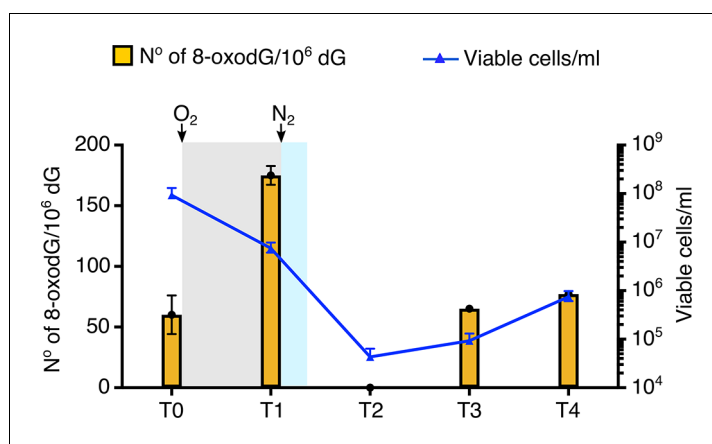 Nº of 8-oxodG/10⁶ dG
Viable cells/ml
O₂
N₂
200
150
100
50
0
Nº of 8-oxodG/10⁶ dG
10⁹
10⁸
10⁷
10⁶
10⁵
10⁴
Viable cells/ml
T0 T1 T2 T3 T4